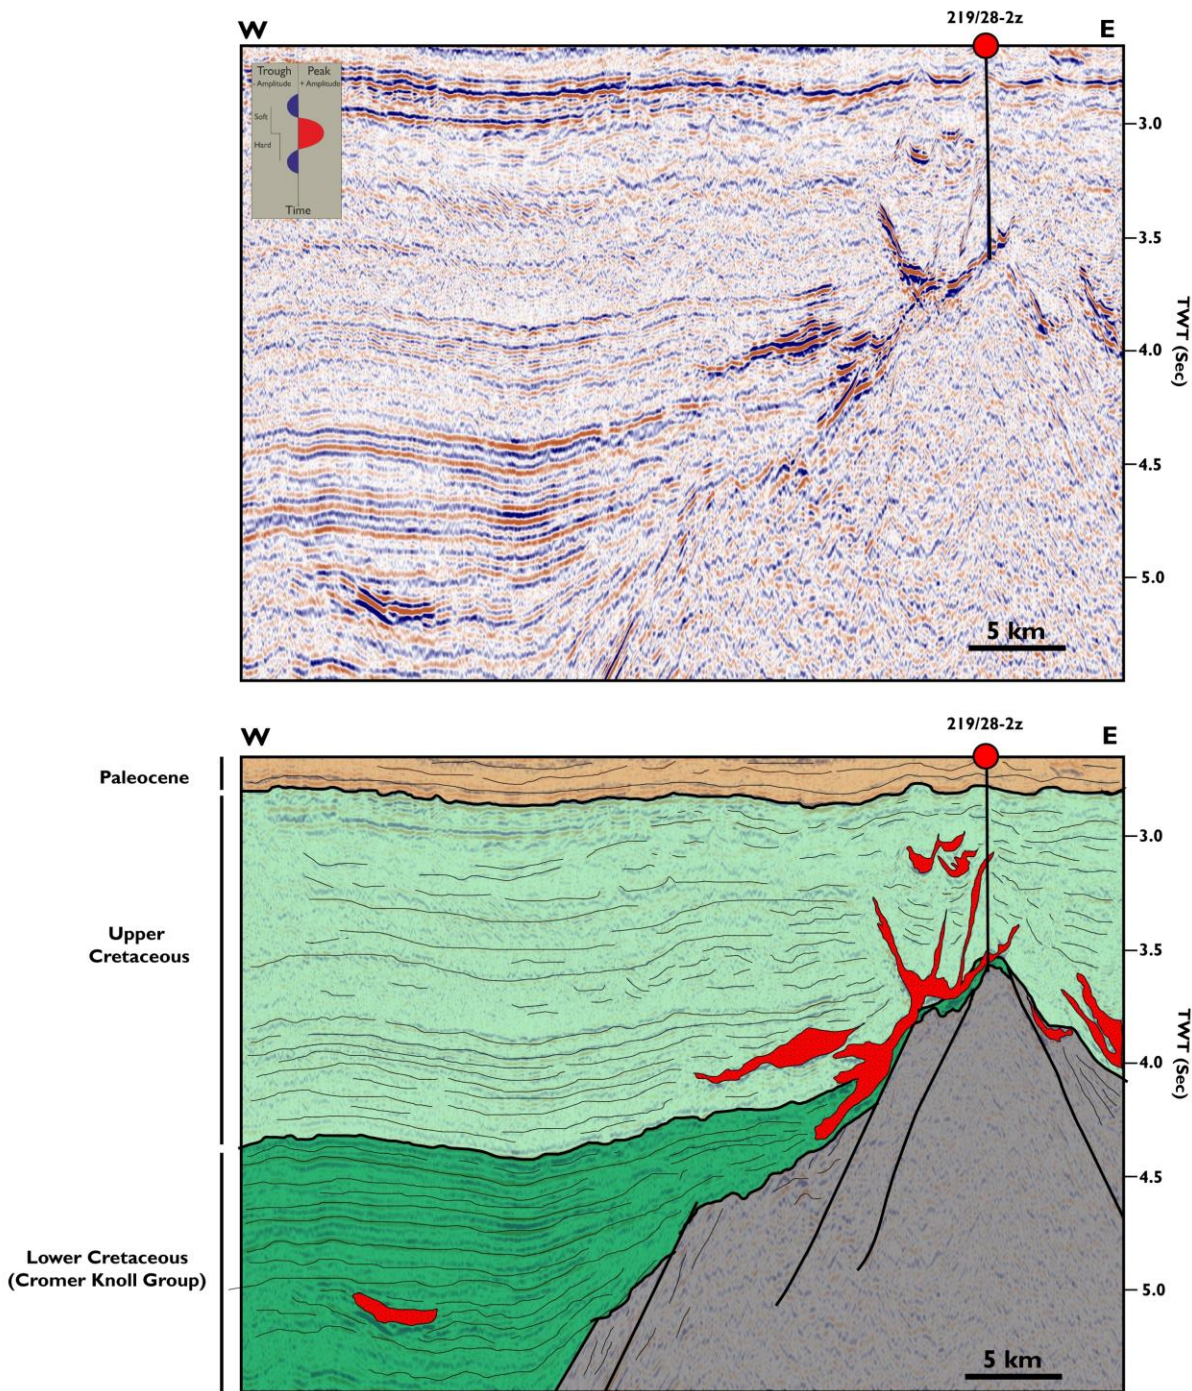 219/28-2z
W
E
Trough
Peak
- Amplitude
+ Amplitude
Soft
Hard
Time
3.0
3.5
4.0
4.5
5.0
TWT (Sec)
5 km
219/28-2z
W
E
Paleocene
Upper
Cretaceous
Lower Cretaceous
(Cromer Knoll Group)
3.0
3.5
4.0
4.5
5.0
TWT (Sec)
5 km